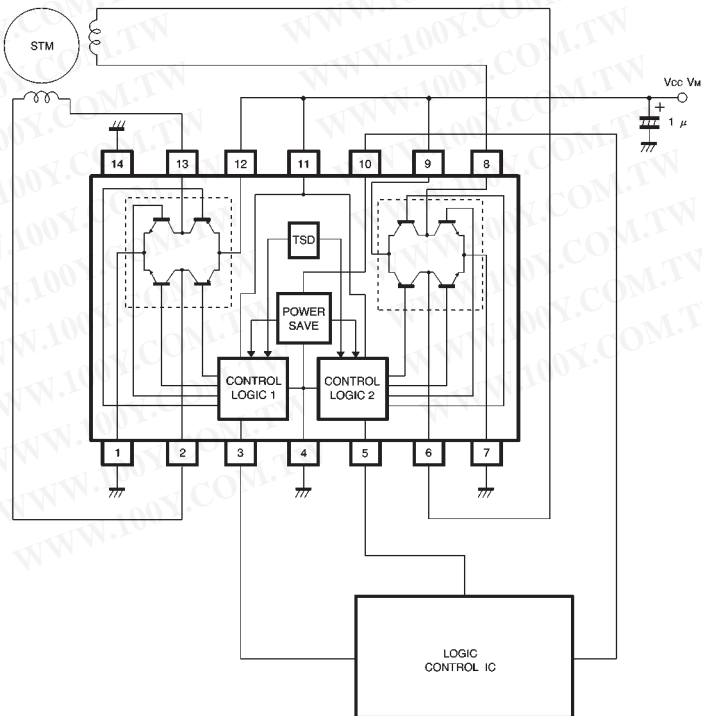 STM
Vcc VM
+
1 μ
14 13 12 11 10 9 8
TSD
POWER
SAVE
CONTROL
LOGIC 1
CONTROL
LOGIC 2
1 2 3 4 5 6 7
LOGIC
CONTROL IC
WWW.100Y.COM.TW